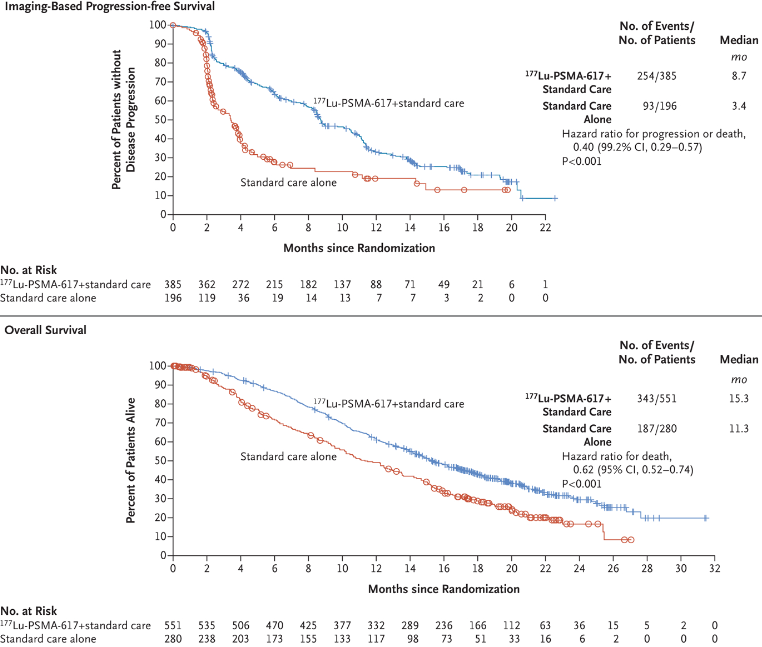 Imaging-Based Progression-free Survival
No. of Events/
No. of Patients Median
mo
177Lu-PSMA-617+ 254/385 8.7
Standard Care
Standard Care 93/196 3.4
Alone
Hazard ratio for progression or death,
0.40 (99.2% CI, 0.29–0.57)
P<0.001
Percent of Patients without
Disease Progression
100
90
80
70
60
50
40
30
20
10
0
177Lu-PSMA-617+standard care
Standard care alone
0 2 4 6 8 10 12 14 16 18 20 22
Months since Randomization
No. at Risk
177Lu-PSMA-617+standard care 385 362 272 215 182 137 88 71 49 21 6 1
Standard care alone 196 119 36 19 14 13 7 7 3 2 0 0
Overall Survival
No. of Events/
No. of Patients Median
mo
177Lu-PSMA-617+ 343/551 15.3
Standard Care
Standard Care 187/280 11.3
Alone
Hazard ratio for death,
0.62 (95% CI, 0.52–0.74)
P<0.001
Percent of Patients Alive
100
90
80
70
60
50
40
30
20
10
0
177Lu-PSMA-617+standard care
Standard care alone
0 2 4 6 8 10 12 14 16 18 20 22 24 26 28 30 32
Months since Randomization
No. at Risk
177Lu-PSMA-617+standard care 551 535 506 470 425 377 332 289 236 166 112 63 36 15 5 2 0
Standard care alone 280 238 203 173 155 133 117 98 73 51 33 16 6 2 0 0 0